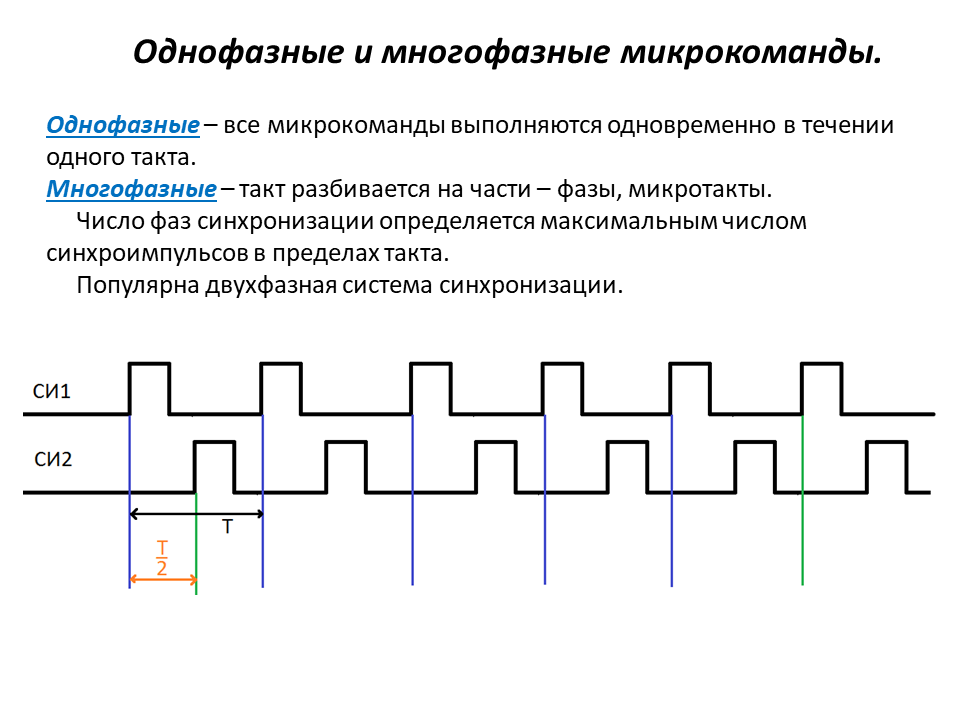 Однофазные и многофазные микрокоманды.
Однофазные – все микрокоманды выполняются одновременно в течении
одного такта.
Многофазные – такт разбивается на части – фазы, микротакты.
Число фаз синхронизации определяется максимальным числом
синхроимпульсов в пределах такта.
Популярна двухфазная система синхронизации.
СИ1
СИ2
T
T
2